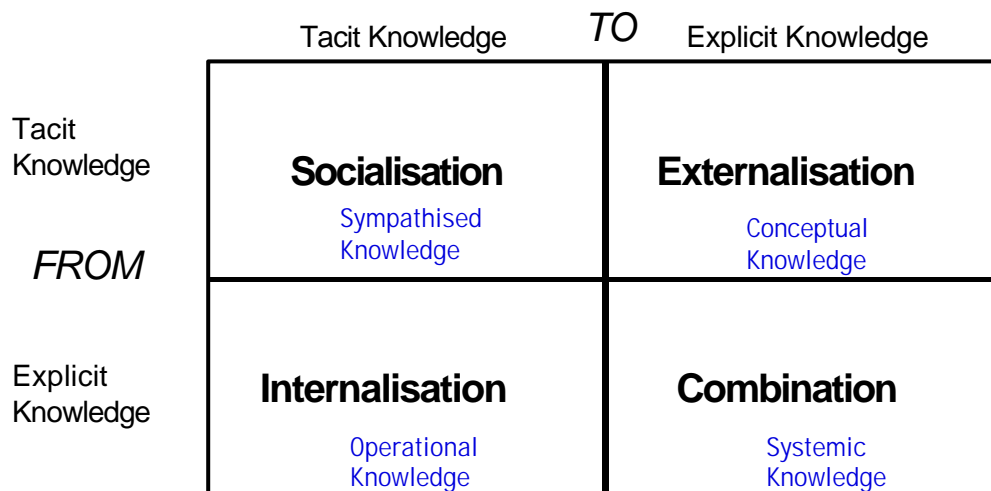 Tacit Knowledge TO Explicit Knowledge
Tacit
Knowledge
Socialisation
Sympathised
Knowledge
Externalisation
Conceptual
Knowledge
FROM
Explicit
Knowledge
Internalisation
Operational
Knowledge
Combination
Systemic
Knowledge